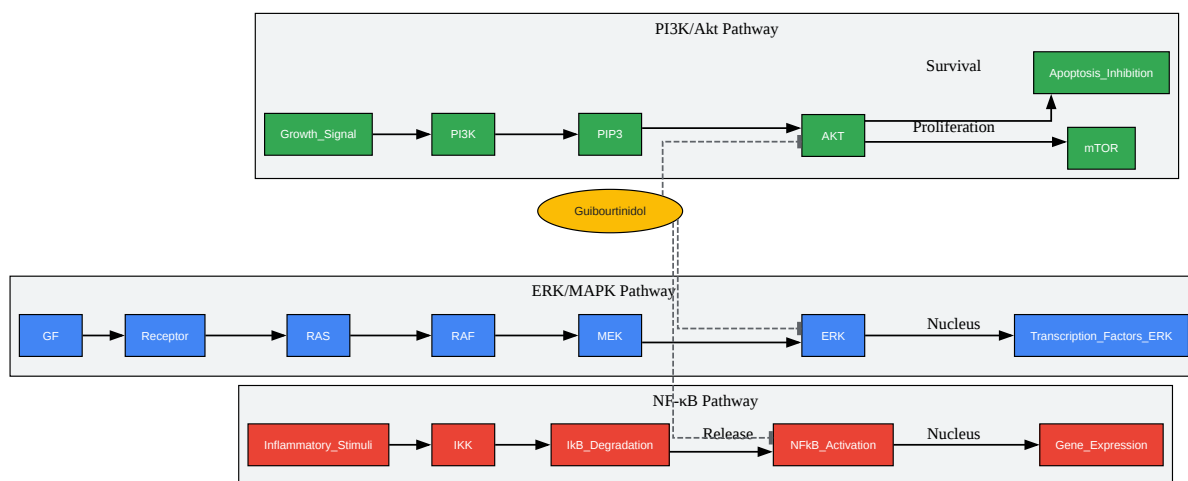 PI3K/Akt Pathway
Survival
Apoptosis_Inhibition
Growth_Signal
PI3K
PIP3
AKT
Proliferation
mTOR
Guibourtinidol
ERK/MAPK Pathway
GF
Receptor
RAS
RAF
MEK
ERK
Nucleus
Transcription_Factors_ERK
NF-κB Pathway
Inflammatory_Stimuli
IKK
IkB_Degradation
Release
NFkB_Activation
Nucleus
Gene_Expression